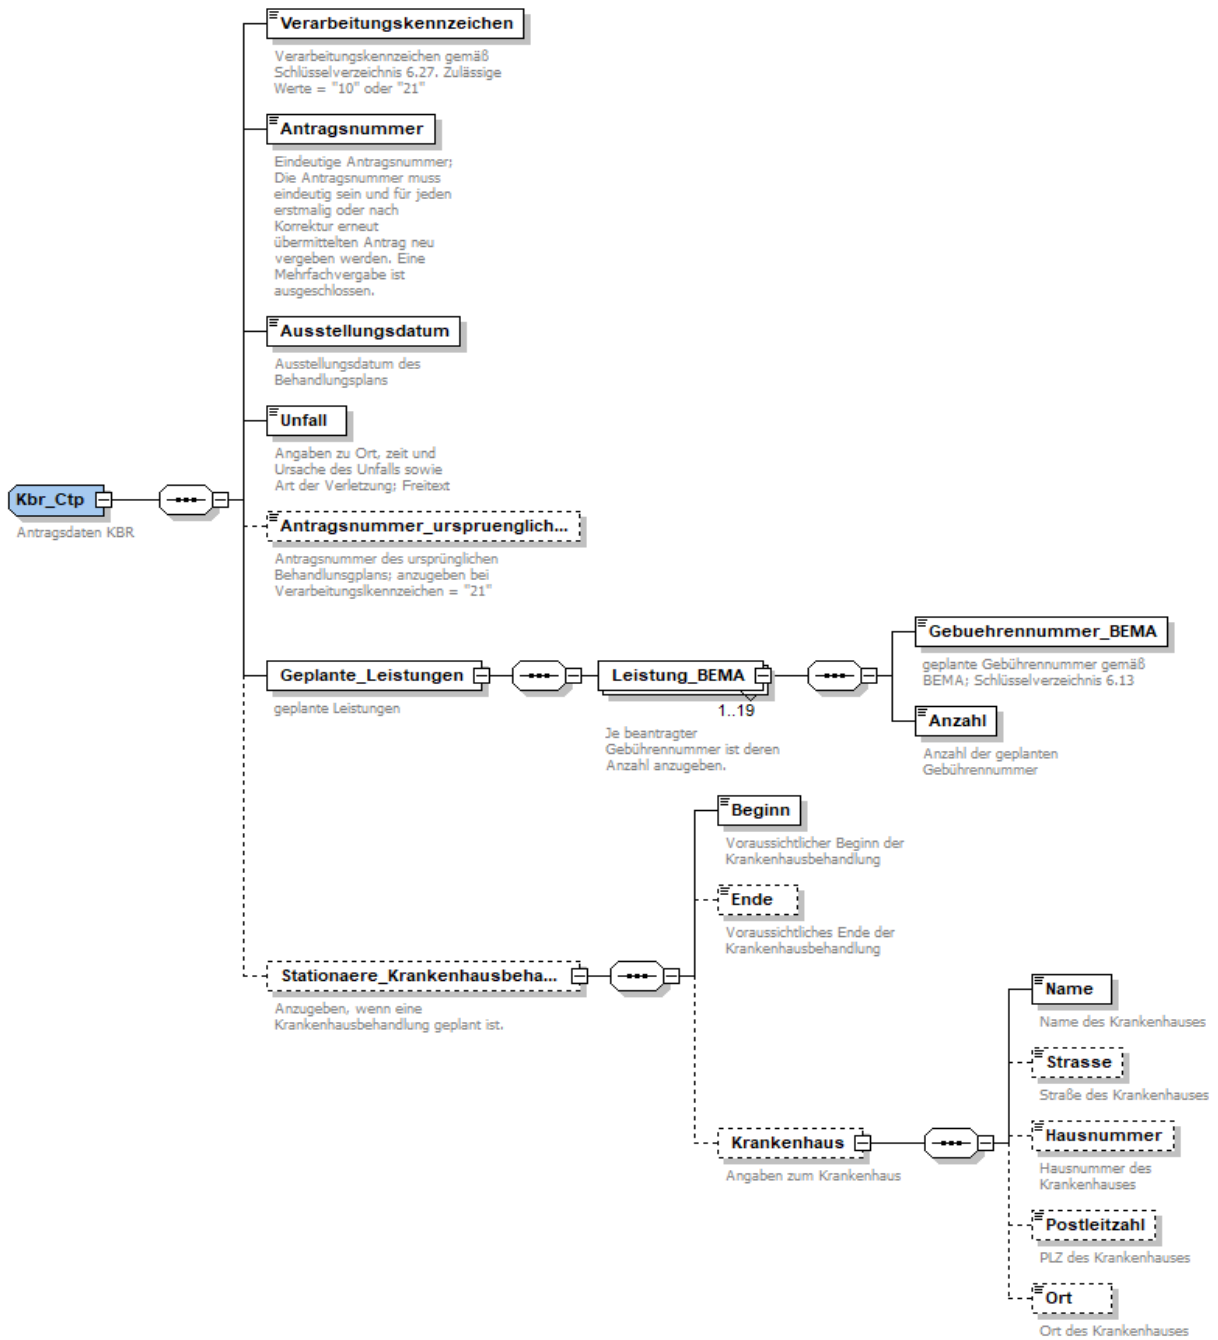 Verarbeitungskennzeichen
Verarbeitungskennzeichen gemäß
Schlüsselverzeichnis 6.27. Zulässige
Werte = "10" oder "21"
Antragsnummer
Eindeutige Antragsnummer;
Die Antragsnummer muss
eindeutig sein und für jeden
erstmalig oder nach
Korrektur erneut
übermittelten Antrag neu
vergeben werden. Eine
Mehrfachvergabe ist
ausgeschlossen.
Ausstellungsdatum
Ausstellungsdatum des
Behandlungsplans
Unfall
Angaben zu Ort, zeit und
Ursache des Unfalls sowie
Art der Verletzung; Freitext
Kbr_Ctp
Antragsdaten KBR
Antragsnummer_urspruenglich...
Antragsnummer des ursprünglichen
Behandlunsgplans; anzugeben bei
Verarbeitungslkennzeichen = "21"
Geplante_Leistungen
geplante Leistungen
Leistung_BEMA
1..19
Je beantragter
Gebührennummer ist deren
Anzahl anzugeben.
Gebuehrennummer_BEMA
geplante Gebührennummer gemäß
BEMA; Schlüsselverzeichnis 6.13
Anzahl
Anzahl der geplanten
Gebührennummer
Stationaere_Krankenhausbeha...
Anzugeben, wenn eine
Krankenhausbehandlung geplant ist.
Beginn
Voraussichtlicher Beginn der
Krankenhausbehandlung
Ende
Voraussichtliches Ende der
Krankenhausbehandlung
Krankenhaus
Angaben zum Krankenhaus
Name
Name des Krankenhauses
Strasse
Straße des Krankenhauses
Hausnummer
Hausnummer des
Krankenhauses
Postleitzahl
PLZ des Krankenhauses
Ort
Ort des Krankenhauses